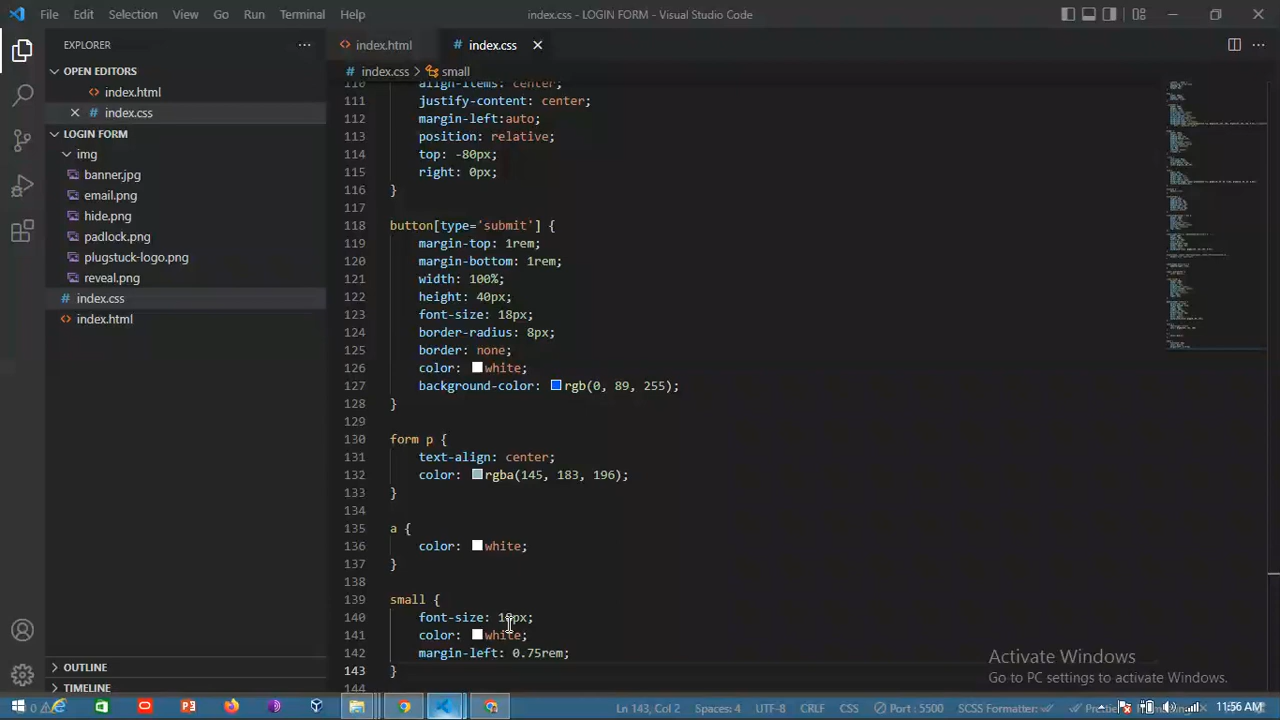 File Edit Selection View Go Run Terminal Help
index.css - LOGIN FORM - Visual Studio Code
EXPLORER
index.html
index.css
OPEN EDITORS
index.html
index.css
LOGIN FORM
img
banner.jpg
email.png
hide.png
padlock.png
plugstuck-logo.png
reveal.png
index.css
index.html
OUTLINE
TIMELINE
index.css > small
110 align-items: center;
111 justify-content: center;
112 margin-left:auto;
113 position: relative;
114 top: -80px;
115 right: 0px;
116 }
117
118 button[type='submit'] {
119 margin-top: 1rem;
120 margin-bottom: 1rem;
121 width: 100%;
122 height: 40px;
123 font-size: 18px;
124 border-radius: 8px;
125 border: none;
126 color: white;
127 background-color: rgb(0, 89, 255);
128 }
129
130 form p {
131 text-align: center;
132 color: rgba(145, 183, 196);
133 }
134
135 a {
136 color: white;
137 }
138
139 small {
140 font-size:
141 color: white;
142 margin-left: 0.75rem;
143 }
144
Activate Windows
Go to PC settings to activate Windows.
0 0
Ln 143, Col 2 Spaces: 4 UTF-8 CRLF CSS Port : 5500 SCSS Formatter:
11:56 AM